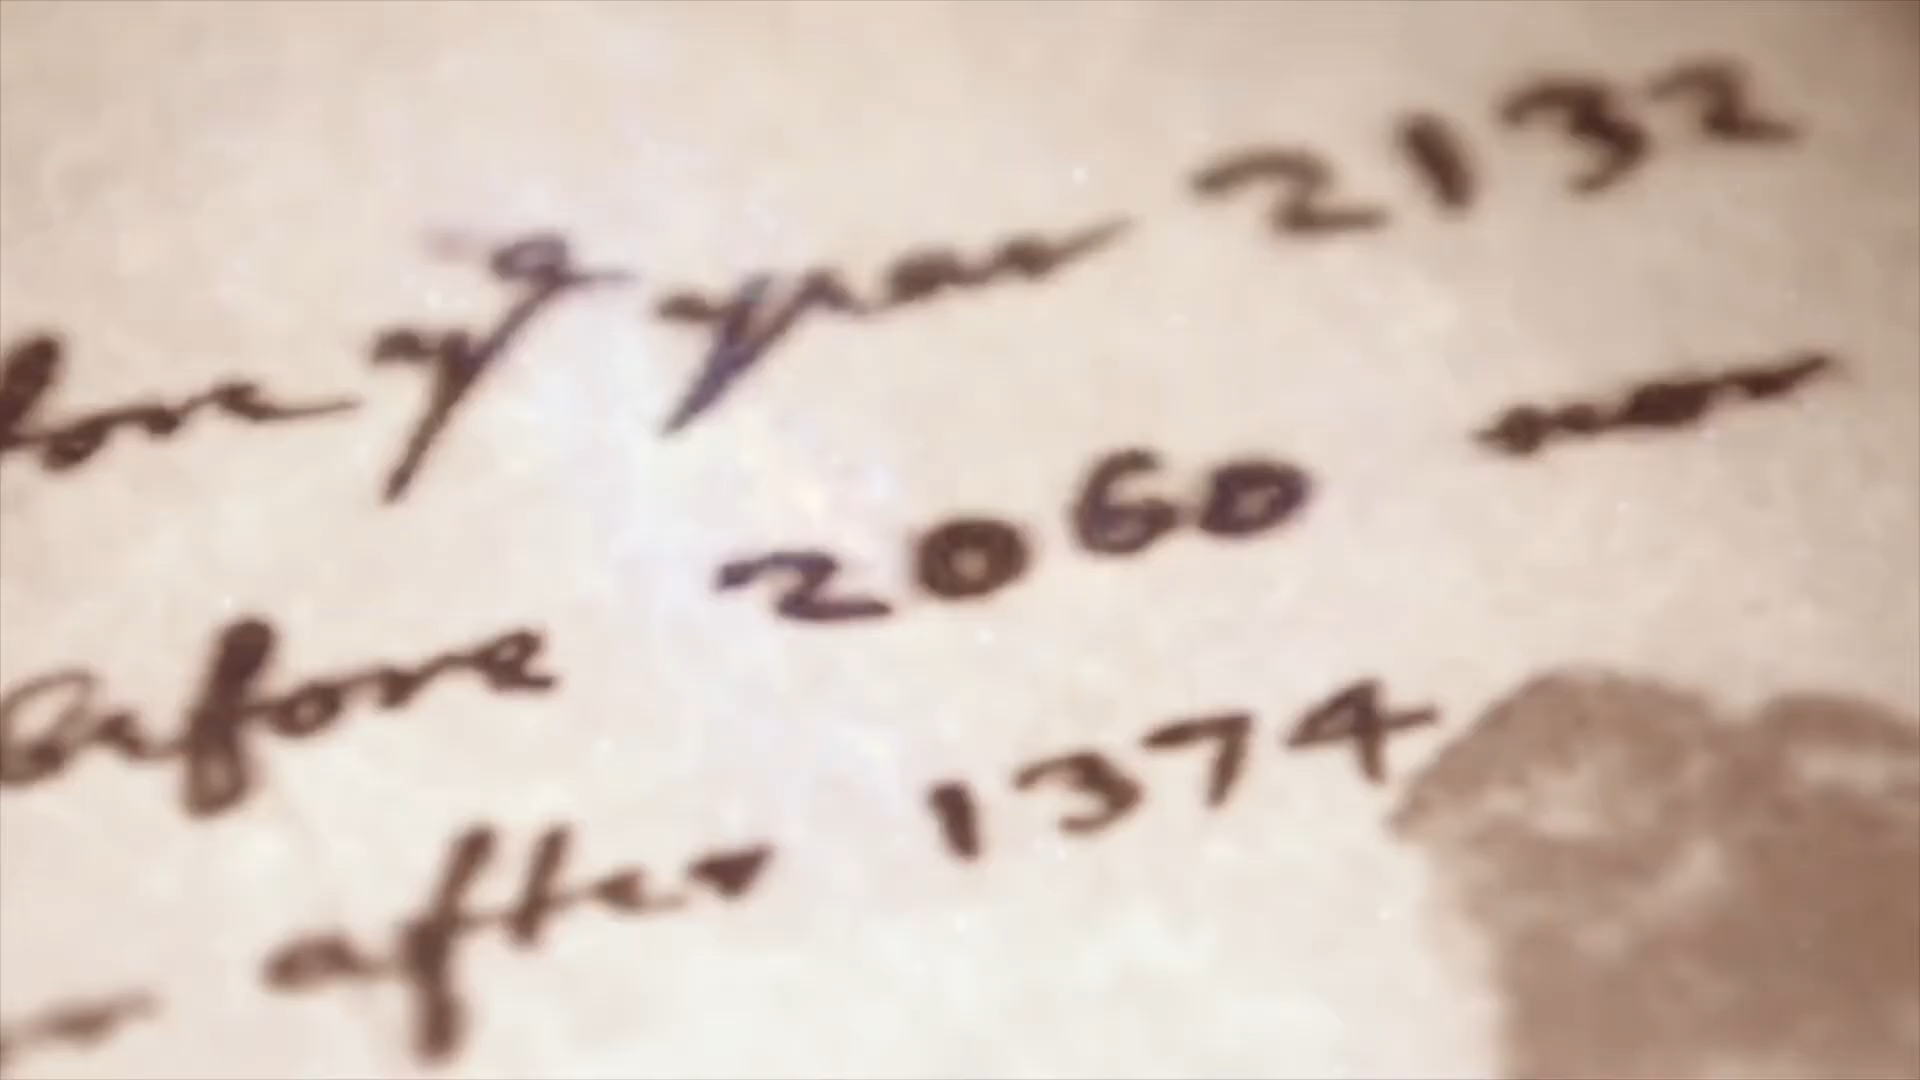 fore yᵉ year 2132
before 2060 nor
after 1374